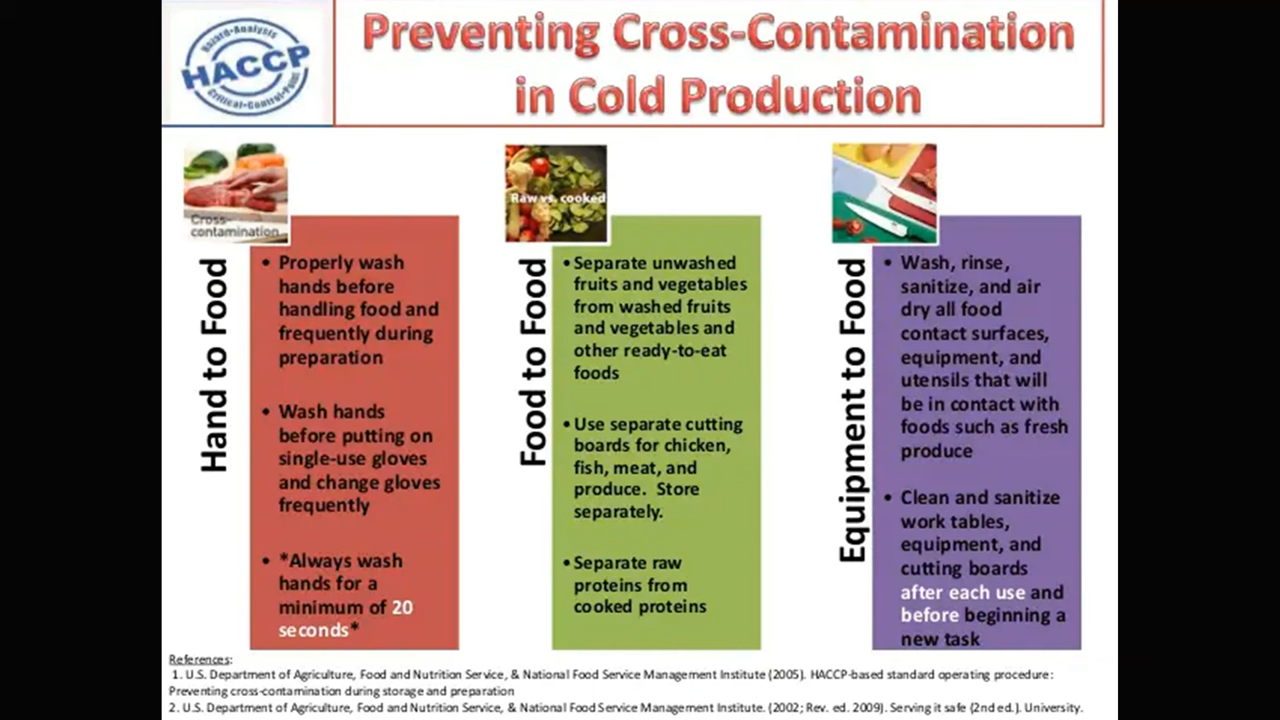 Hazard-Analysis
HACCP
Critical-Control-Point
Preventing Cross-Contamination
in Cold Production
Cross-
contamination
Hand to Food
• Properly wash
hands before
handling food and
frequently during
preparation
• Wash hands
before putting on
single-use gloves
and change gloves
frequently
• *Always wash
hands for a
minimum of 20
seconds*
Raw vs. cooked
Food to Food
• Separate unwashed
fruits and vegetables
from washed fruits
and vegetables and
other ready-to-eat
foods
• Use separate cutting
boards for chicken,
fish, meat, and
produce. Store
separately.
• Separate raw
proteins from
cooked proteins
Equipment to Food
• Wash, rinse,
sanitize, and air
dry all food
contact surfaces,
equipment, and
utensils that will
be in contact with
foods such as fresh
produce
• Clean and sanitize
work tables,
equipment, and
cutting boards
after each use and
before beginning a
new task
References:
1. U.S. Department of Agriculture, Food and Nutrition Service, & National Food Service Management Institute (2005). HACCP-based standard operating procedure:
Preventing cross-contamination during storage and preparation
2. U.S. Department of Agriculture, Food and Nutrition Service, & National Food Service Management Institute. (2002; Rev. ed. 2009). Serving it safe (2nd ed.). University.